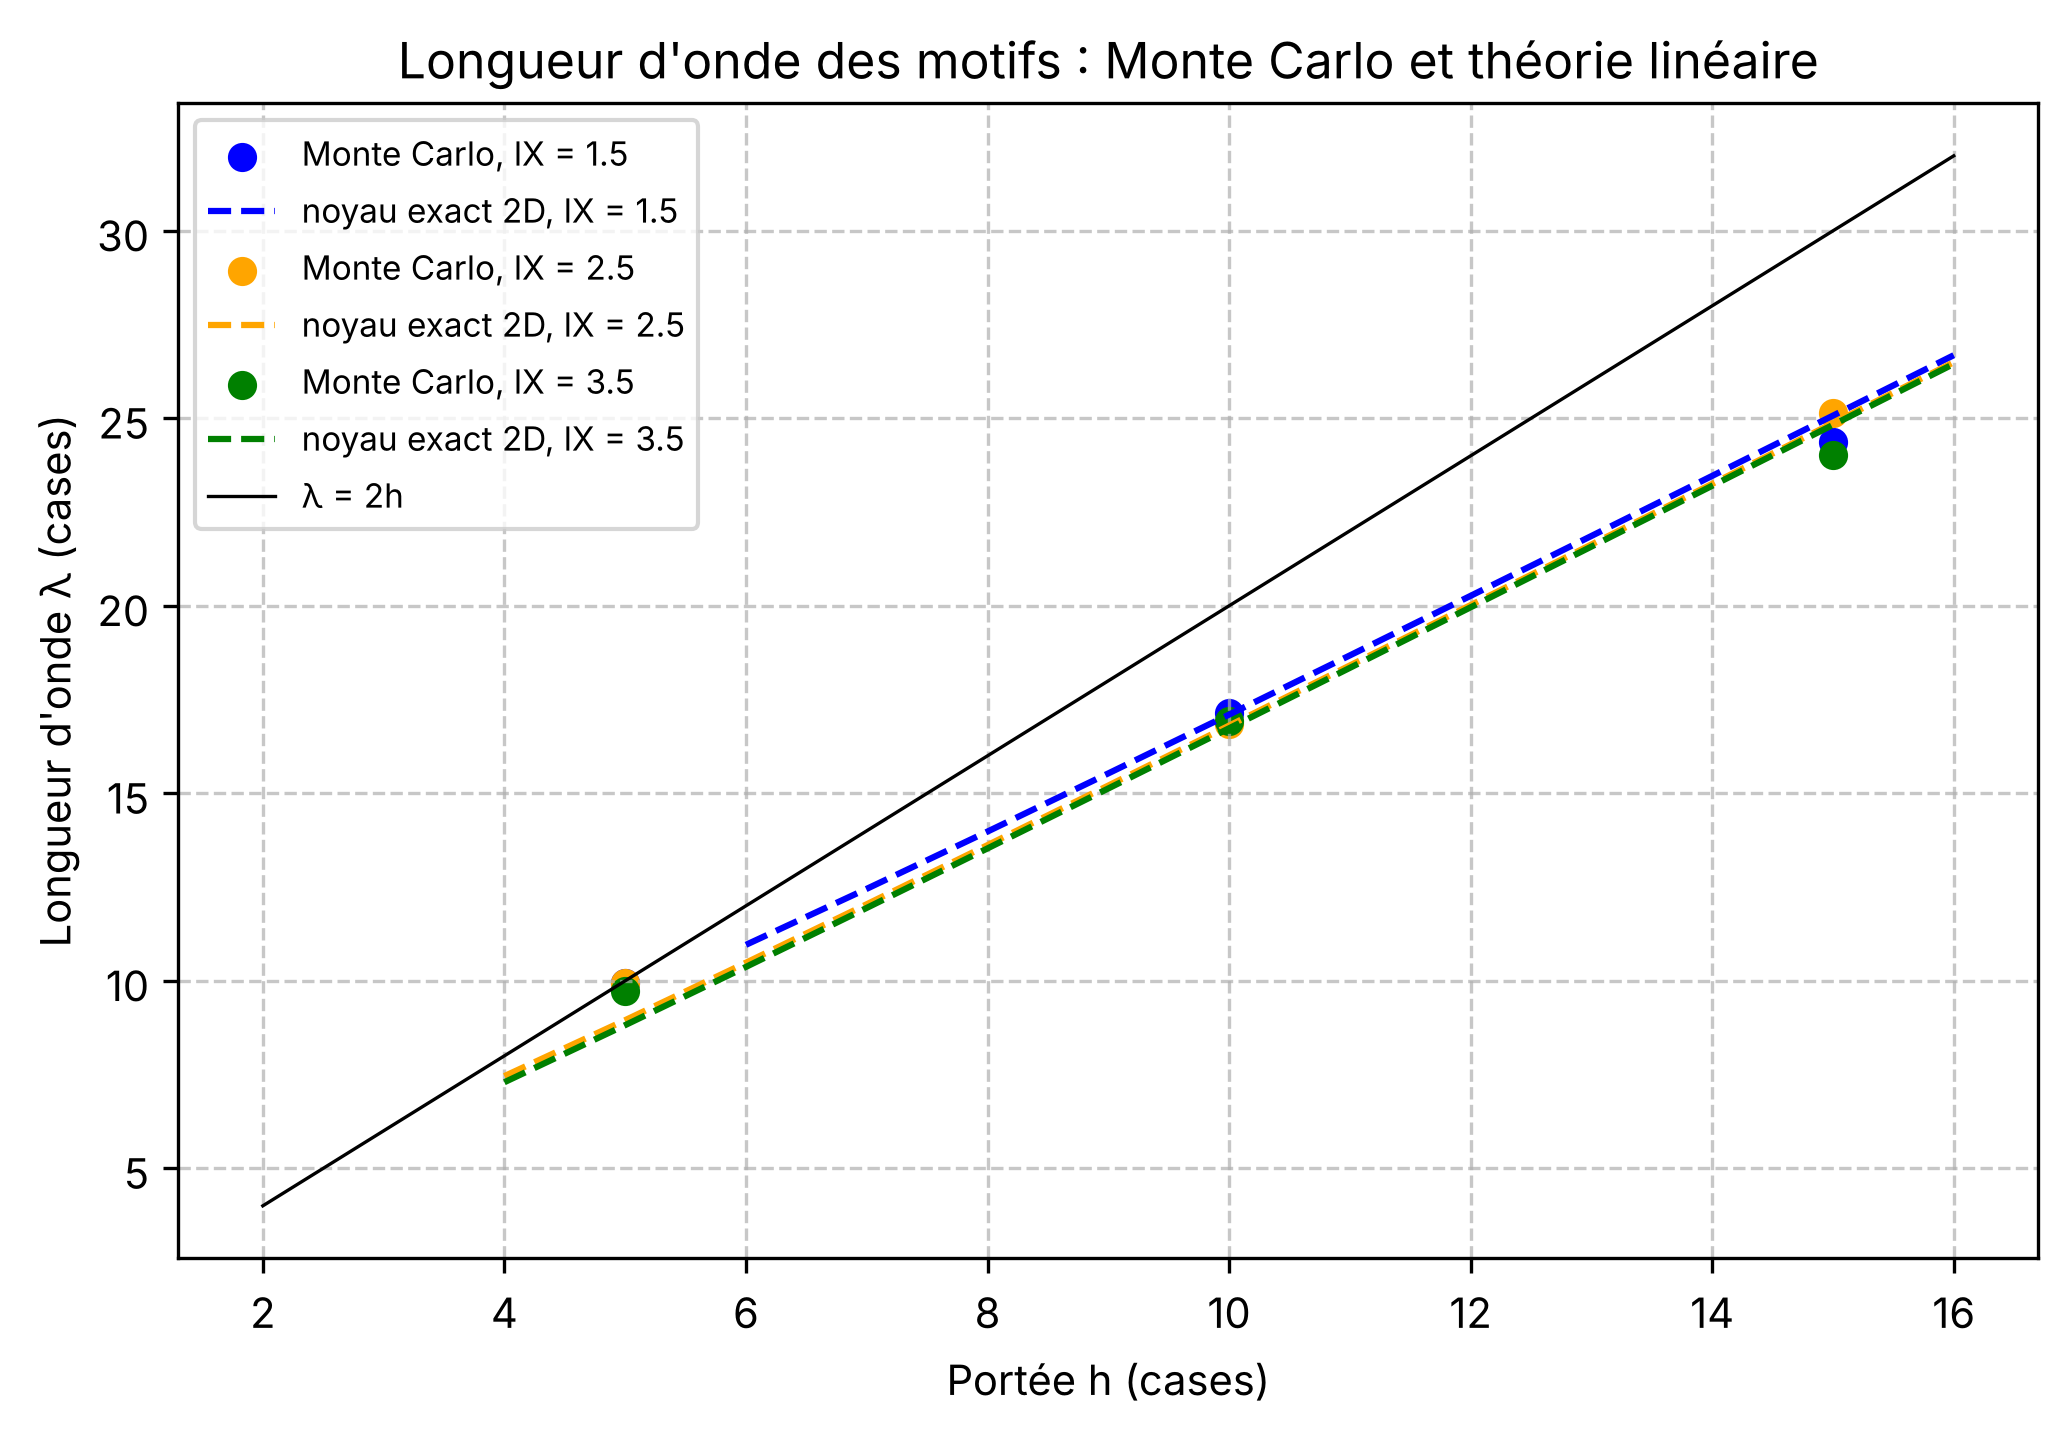 Longueur d'onde des motifs : Monte Carlo et théorie linéaire
Monte Carlo, IX = 1.5
noyau exact 2D, IX = 1.5
Monte Carlo, IX = 2.5
noyau exact 2D, IX = 2.5
Monte Carlo, IX = 3.5
noyau exact 2D, IX = 3.5
λ = 2h
Longueur d'onde λ (cases)
30
25
20
15
10
5
2 4 6 8 10 12 14 16
Portée h (cases)